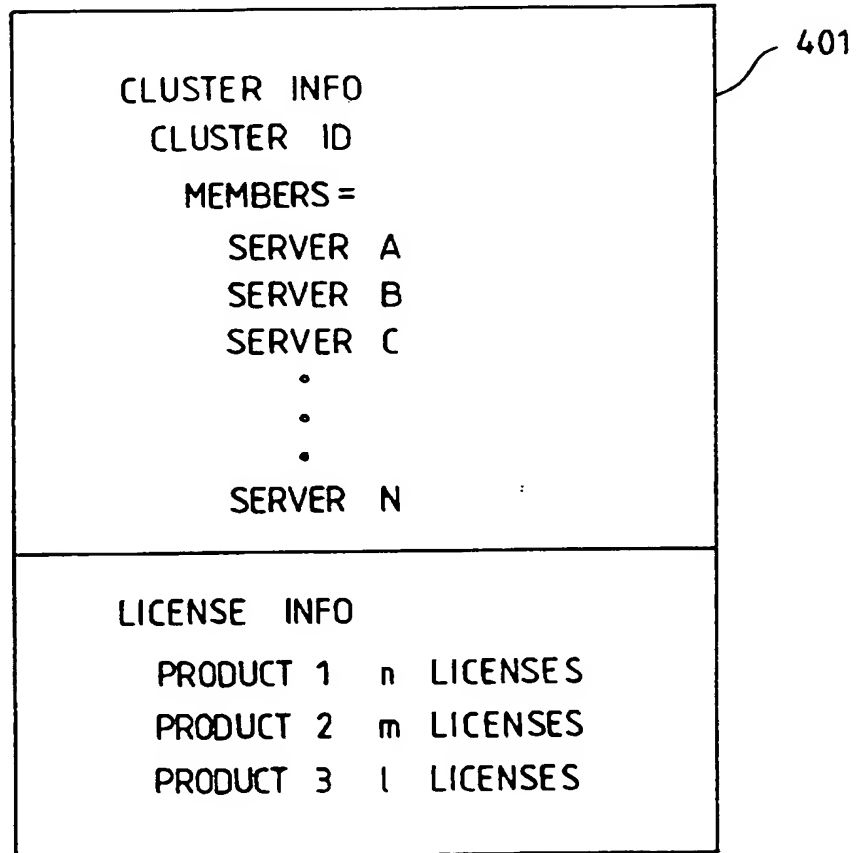 401
CLUSTER INFO
CLUSTER ID
MEMBERS =
SERVER A
SERVER B
SERVER C
SERVER N
LICENSE INFO
PRODUCT 1 n LICENSES
PRODUCT 2 m LICENSES
PRODUCT 3 l LICENSES